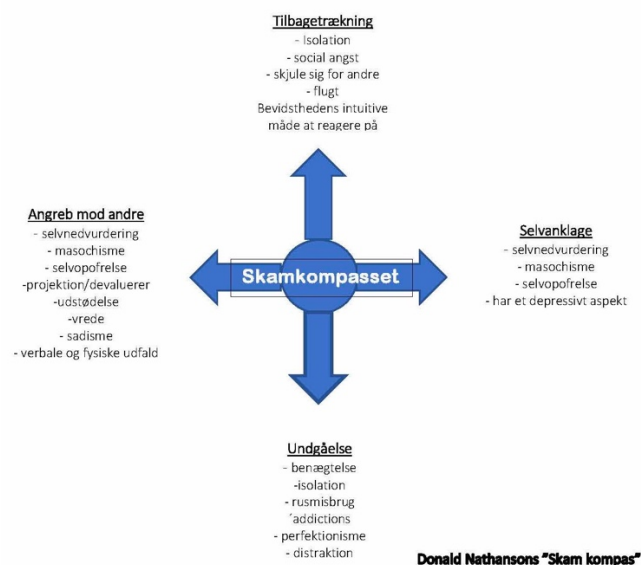 Tilbagetrækning
- Isolation
- social angst
- skjule sig for andre
- flugt
Bevidsthedens intuitive
måde at reagere på
Angreb mod andre
- selvnedvurdering
- masochisme
- selvopofrelse
-projektion/devaluerer
-udstødelse
-vrede
- sadisme
- verbale og fysiske udfald
Skamkompasset
Selvanklage
- selvnedvurdering
- masochisme
- selvopofrelse
- har et depressivt aspekt
Undgåelse
- benægtelse
-isolation
- rusmisbrug
´addictions
- perfektionisme
- distraktion
Donald Nathansons "Skam kompas"